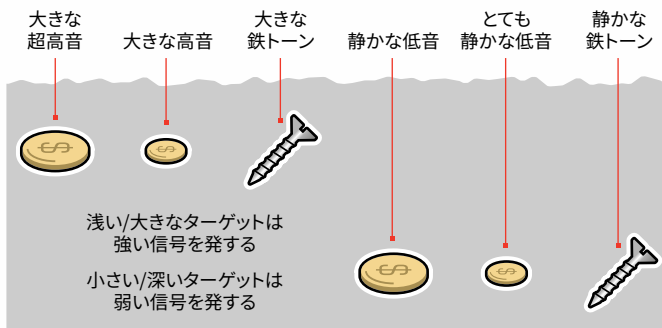 大きな
超高音
大きな高音
大きな
鉄トーン
静かな低音
とても
静かな低音
静かな
鉄トーン
浅い/大きなターゲットは
強い信号を発する
小さい/深いターゲットは
弱い信号を発する